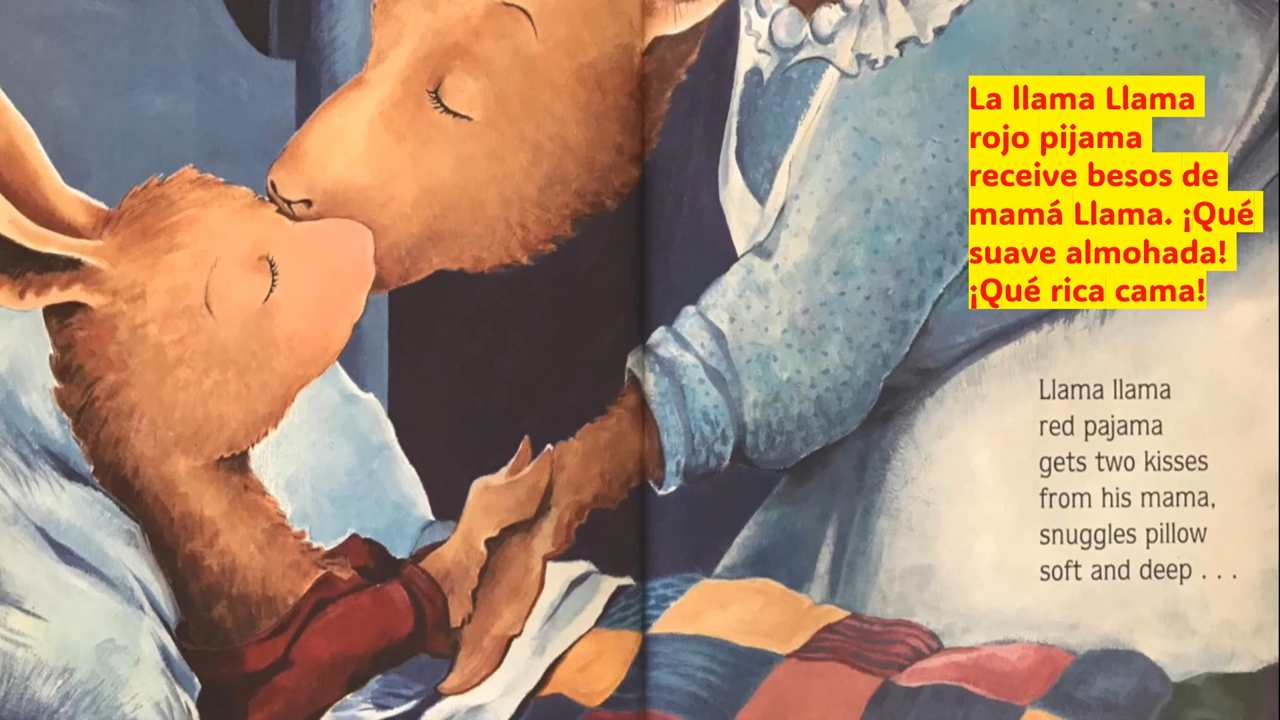 La llama Llama
rojo pijama
receive besos de
mamá Llama. ¡Qué
suave almohada!
¡Qué rica cama!
Llama llama
red pajama
gets two kisses
from his mama,
snuggles pillow
soft and deep . . .